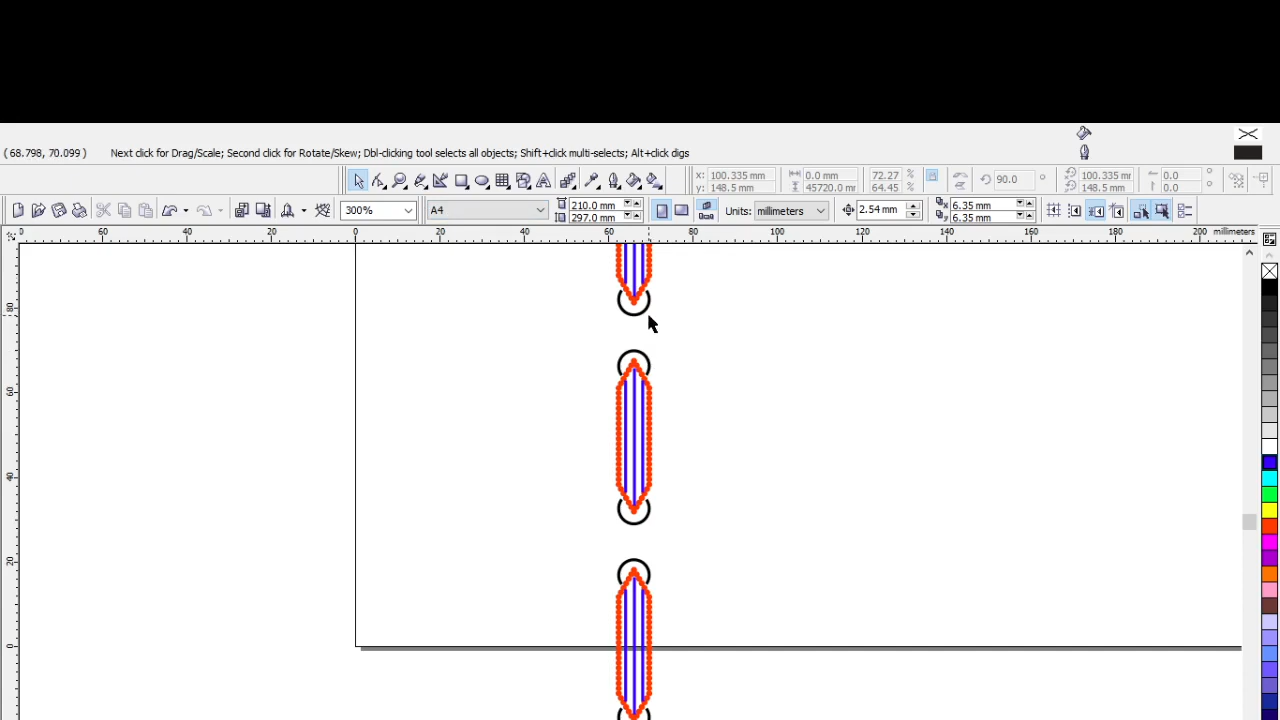 (68.798, 70.099 ) Next click for Drag/Scale; Second click for Rotate/Skew; Dbl-clicking tool selects all objects; Shift+click multi-selects; Alt+click digs
x: 100.335 mm 0.0 mm 72.27 % 90.0 ° 100.335 mm 0.0 °
y: 148.5 mm 45720.0 m 64.45 % 148.5 mm 0.0 °
300% A4 210.0 mm 297.0 mm Units: millimeters 2.54 mm 6.35 mm 6.35 mm
60 40 20 0 20 40 60 80 100 120 140 160 180 200 millimeters
80
60
40
20
0